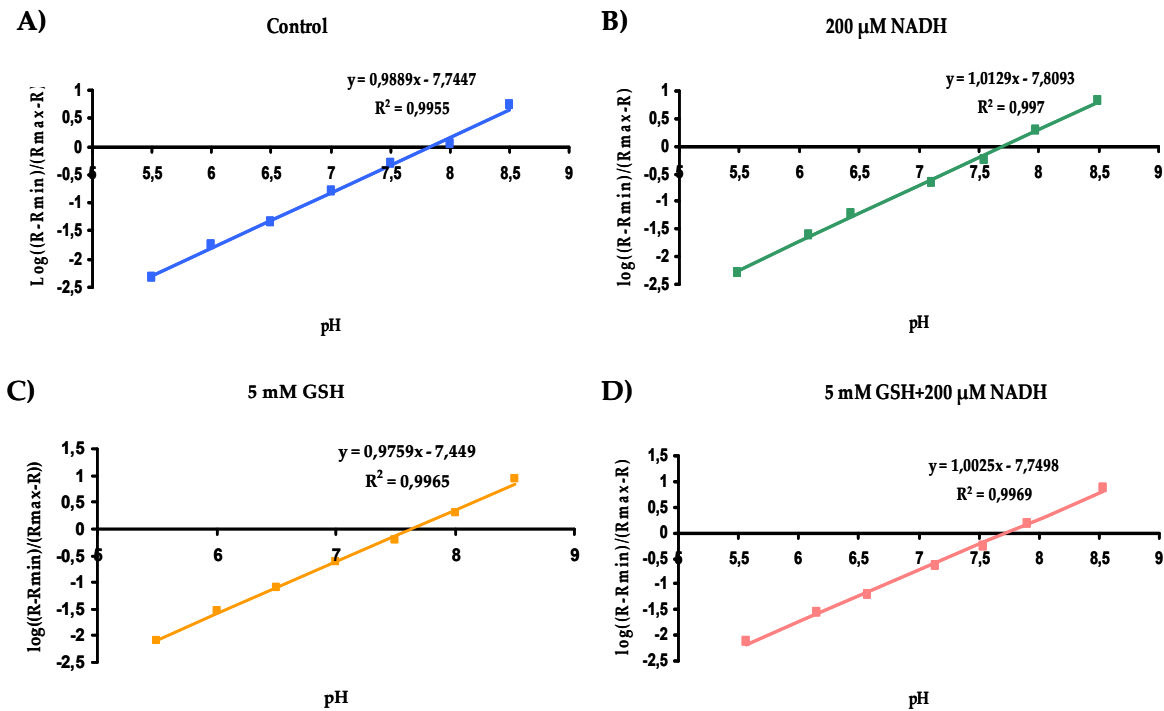 A)
Control
y = 0,9889x - 7,7447
R² = 0,9955
Log((R-Rmin)/(Rmax-R)
1
0,5
0
-0,5
-1
-1,5
-2
-2,5
5 5,5 6 6,5 7 7,5 8 8,5 9
pH
B)
200 µM NADH
y = 1,0129x - 7,8093
R² = 0,997
log((R-Rmin)/(Rmax-R)
1
0,5
0
-0,5
-1
-1,5
-2
-2,5
5 5,5 6 6,5 7 7,5 8 8,5 9
pH
C)
5 mM GSH
y = 0,9759x - 7,449
R² = 0,9965
log((R-Rmin)/(Rmax-R))
1,5
1
0,5
0
-0,5
-1
-1,5
-2
-2,5
5 6 7 8 9
pH
D)
5 mM GSH+200 µM NADH
y = 1,0025x - 7,7498
R² = 0,9969
log((R-Rmin)/(Rmax-R)
1,5
1
0,5
0
-0,5
-1
-1,5
-2
-2,5
5 5,5 6 6,5 7 7,5 8 8,5 9
pH